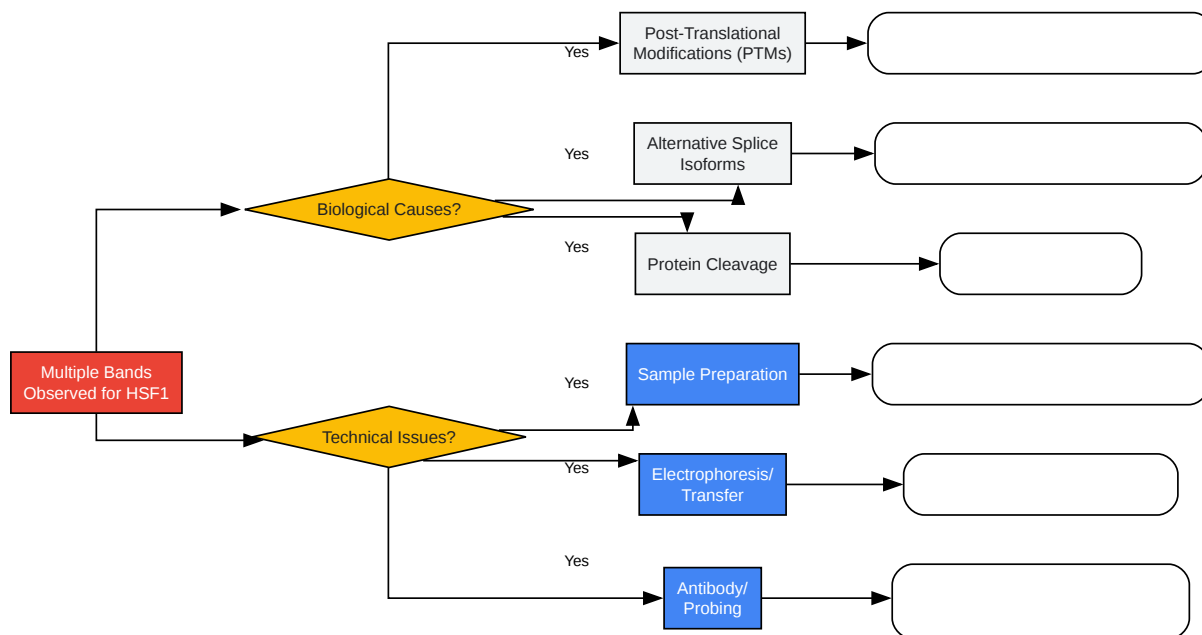 Post-Translational
Modifications (PTMs)
Yes
Alternative Splice
Isoforms
Yes
Biological Causes?
Yes
Protein Cleavage
Multiple Bands
Observed for HSF1
Sample Preparation
Yes
Technical Issues?
Yes
Electrophoresis/
Transfer
Yes
Antibody/
Probing